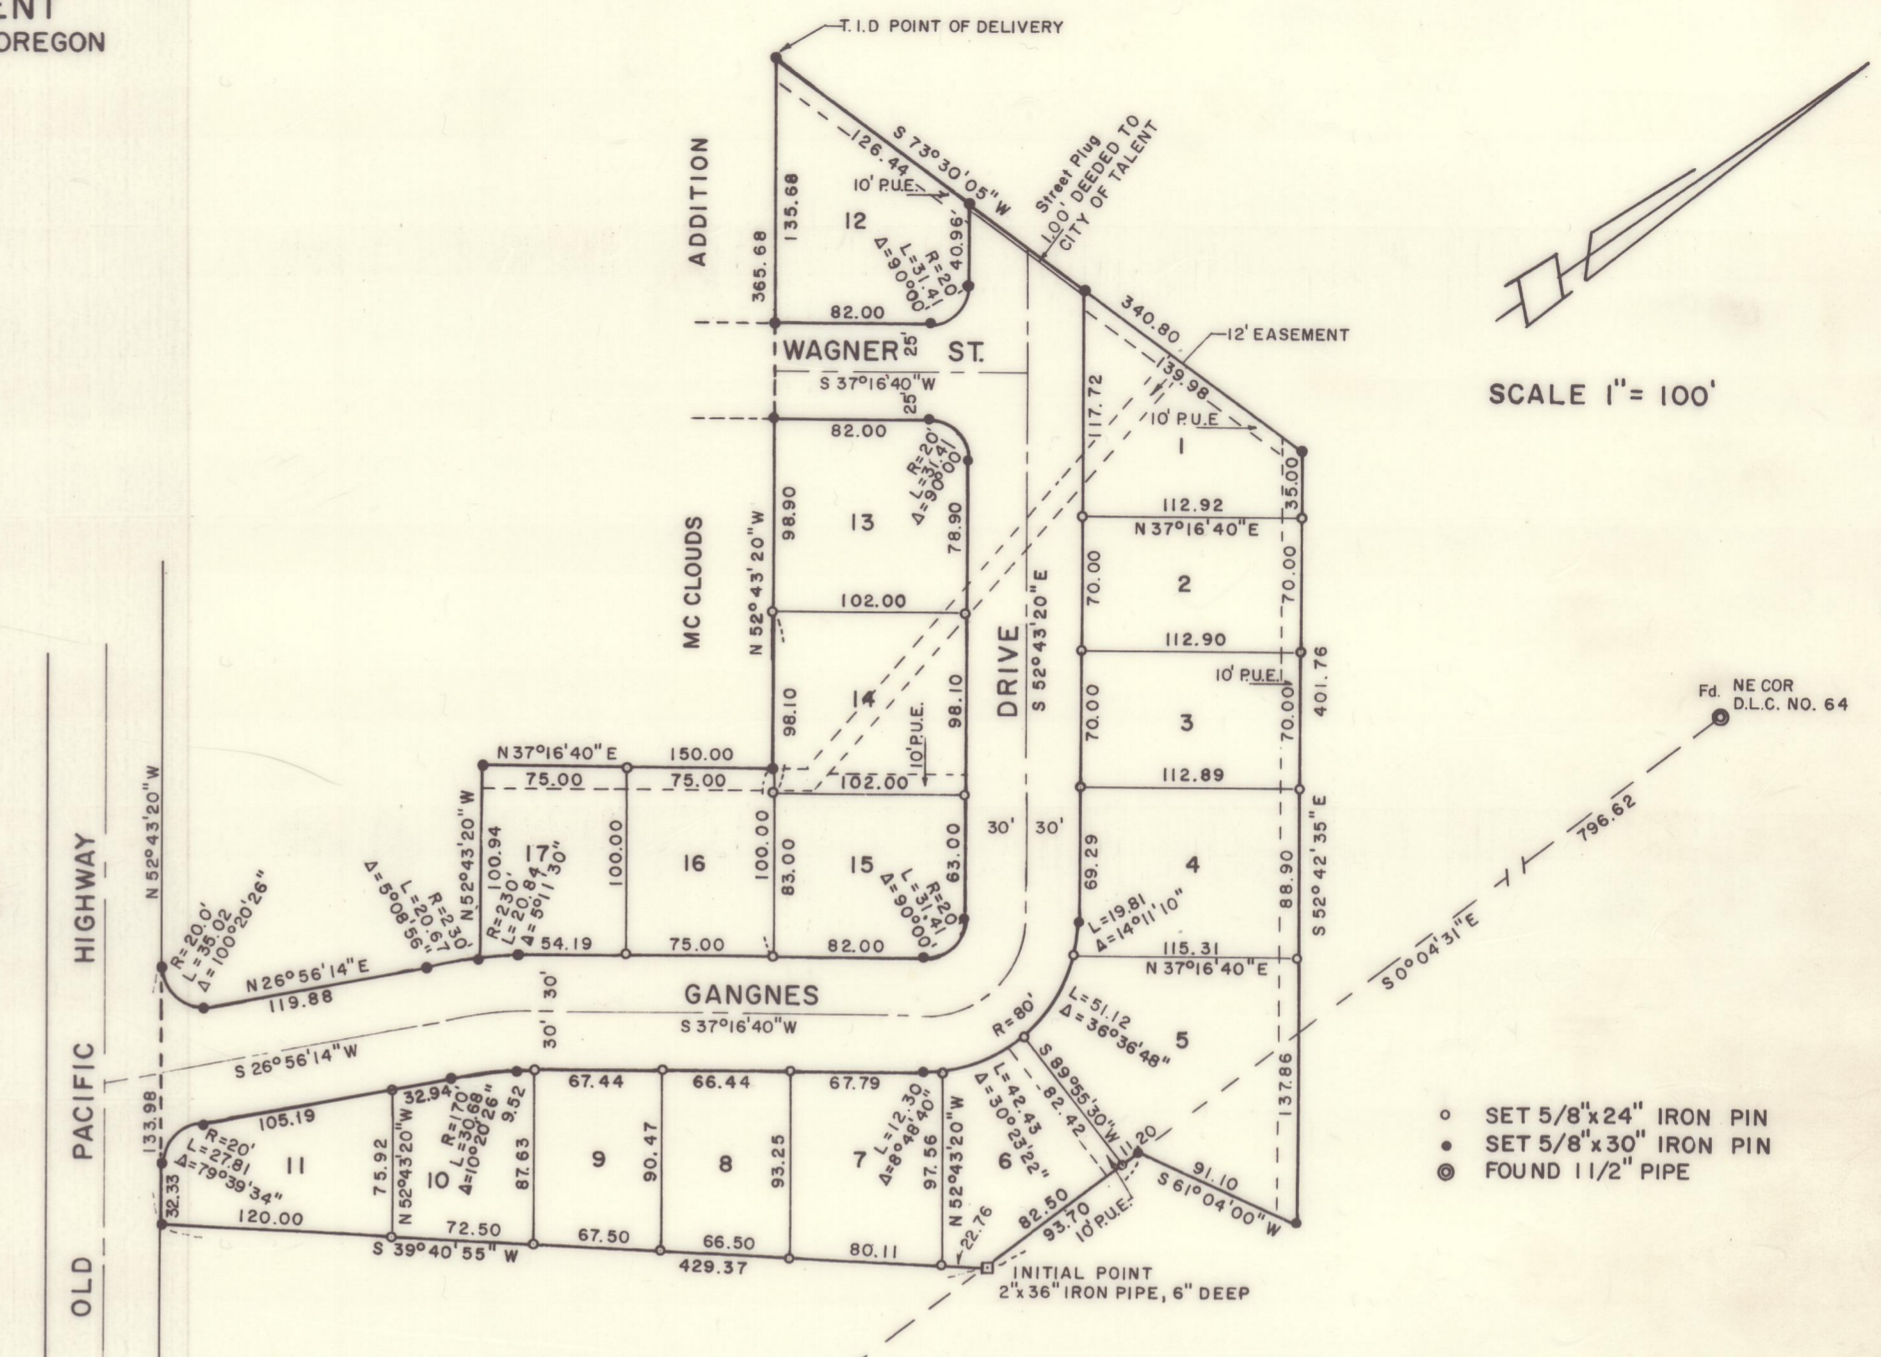 ENT
OREGON
T.I.D POINT OF DELIVERY
S 73°30'05" W
126.44
10' P.U.E.
Street Plug
1.00' DEEDED TO
CITY OF TALENT
ADDITION
365.68
135.68
12
40.96'
R=20'
L=31.41
Δ=90°00'
82.00
WAGNER ST.
25'
S 37°16'40" W
25'
340.80
12' EASEMENT
139.98
10' P.U.E
SCALE 1"= 100'
117.72
1
35.00
112.92
N 37°16'40" E
82.00
R=20'
L=31.41
Δ=90°00'
MC CLOUDS
N 52°43'20" W
98.90
13
78.90
102.00
70.00
2
70.00
112.90
DRIVE
S 52°43'20" E
98.10
14
98.10
10' P.U.E.
102.00
10' P.U.E.
401.76
70.00
3
70.00
112.89
Fd. NE COR
D.L.C. NO. 64
796.62
S 0°04'31" E
N 37°16'40" E
150.00
75.00
75.00
N 52°43'20" W
100.94
17
R=230'
L=20.84
Δ=5°11'30"
100.00
16
100.00
83.00
15
63.00
R=20'
L=31.41
Δ=90°00'
30' 30'
69.29
4
88.90
S 52°42'35" E
L=19.81
Δ=14°11'10"
115.31
N 37°16'40" E
N 52°43'20" W
R=20.0'
L=35.02
Δ=100°20'26"
R=230'
L=20.67
Δ=5°08'56"
54.19
75.00
82.00
N 26°56'14" E
119.88
30'
30'
GANGNES
S 37°16'40" W
S 26°56'14" W
R=80'
L=51.12
Δ=36°36'48"
5
137.86
S 89°55'30" W
82.42
OLD PACIFIC HIGHWAY
133.98
32.33
105.19
R=20'
L=27.81
Δ=79°39'34"
11
120.00
75.92
N 52°43'20" W
32.94
R=170'
L=30.68
Δ=10°20'26"
9.52
10
72.50
87.63
67.44
9
67.50
90.47
66.44
8
66.50
93.25
67.79
7
80.11
L=12.30
Δ=8°48'40"
97.56
N 52°43'20" W
L=42.43
Δ=30°23'22"
6
22.76
82.50
93.70
10' P.U.E.
11.20
91.10
S 61°04'00" W
S 39°40'55" W
429.37
INITIAL POINT
2"x 36" IRON PIPE, 6" DEEP
SET 5/8"x 24" IRON PIN
SET 5/8"x 30" IRON PIN
FOUND 1 1/2" PIPE